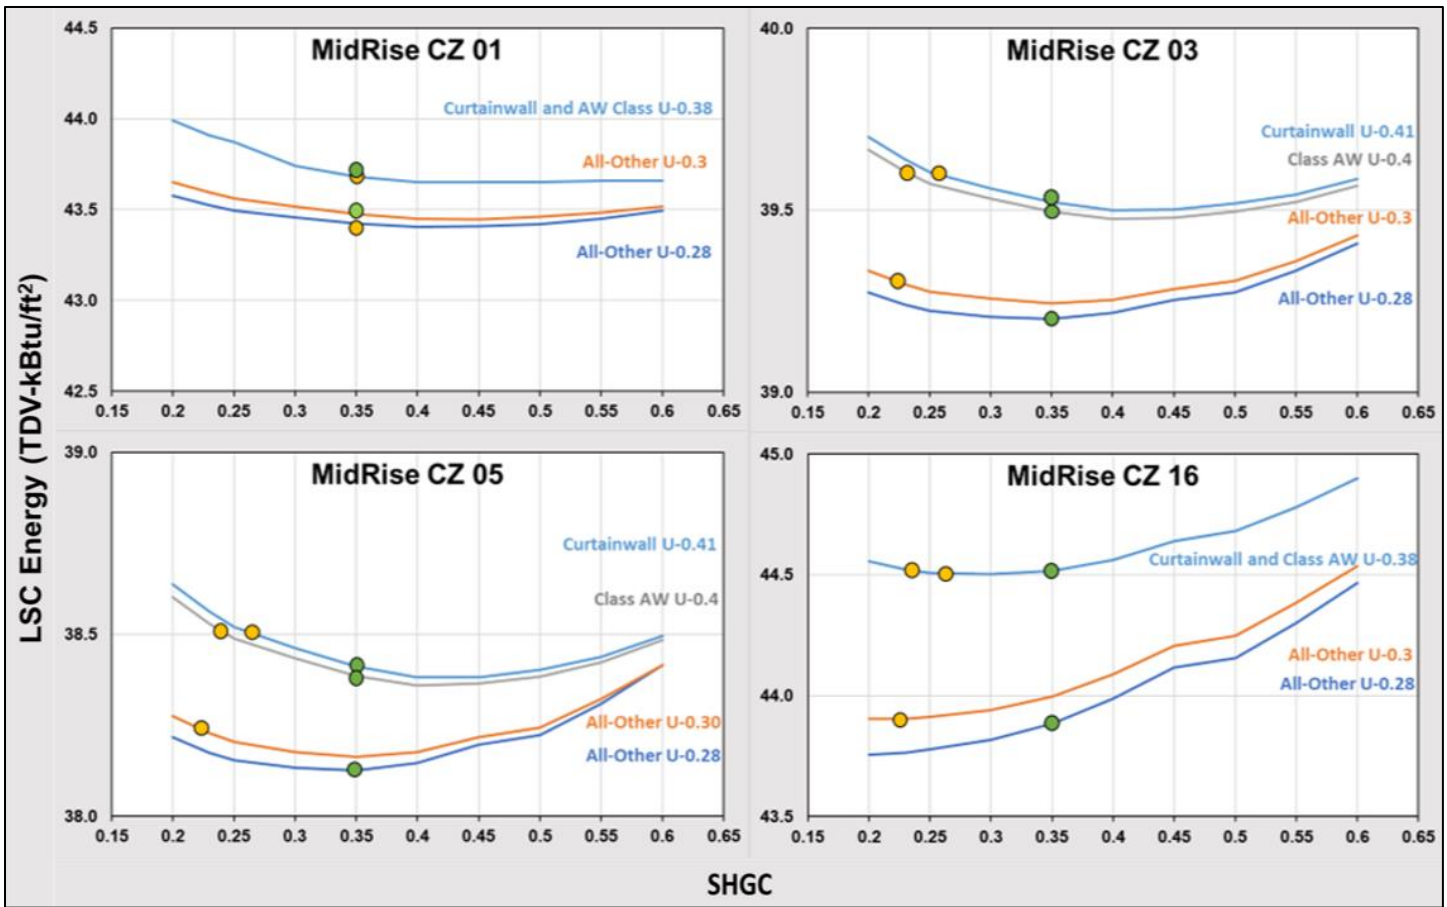 LSC Energy (TDV-kBtu/ft²)
MidRise CZ 01
44.5
44.0
43.5
43.0
42.5
Curtainwall and AW Class U-0.38
All-Other U-0.3
All-Other U-0.28
0.15 0.2 0.25 0.3 0.35 0.4 0.45 0.5 0.55 0.6 0.65
MidRise CZ 03
40.0
39.5
39.0
Curtainwall U-0.41
Class AW U-0.4
All-Other U-0.3
All-Other U-0.28
0.15 0.2 0.25 0.3 0.35 0.4 0.45 0.5 0.55 0.6 0.65
MidRise CZ 05
39.0
38.5
38.0
Curtainwall U-0.41
Class AW U-0.4
All-Other U-0.30
All-Other U-0.28
0.15 0.2 0.25 0.3 0.35 0.4 0.45 0.5 0.55 0.6 0.65
MidRise CZ 16
45.0
44.5
44.0
43.5
Curtainwall and Class AW U-0.38
All-Other U-0.3
All-Other U-0.28
0.15 0.2 0.25 0.3 0.35 0.4 0.45 0.5 0.55 0.6 0.65
SHGC